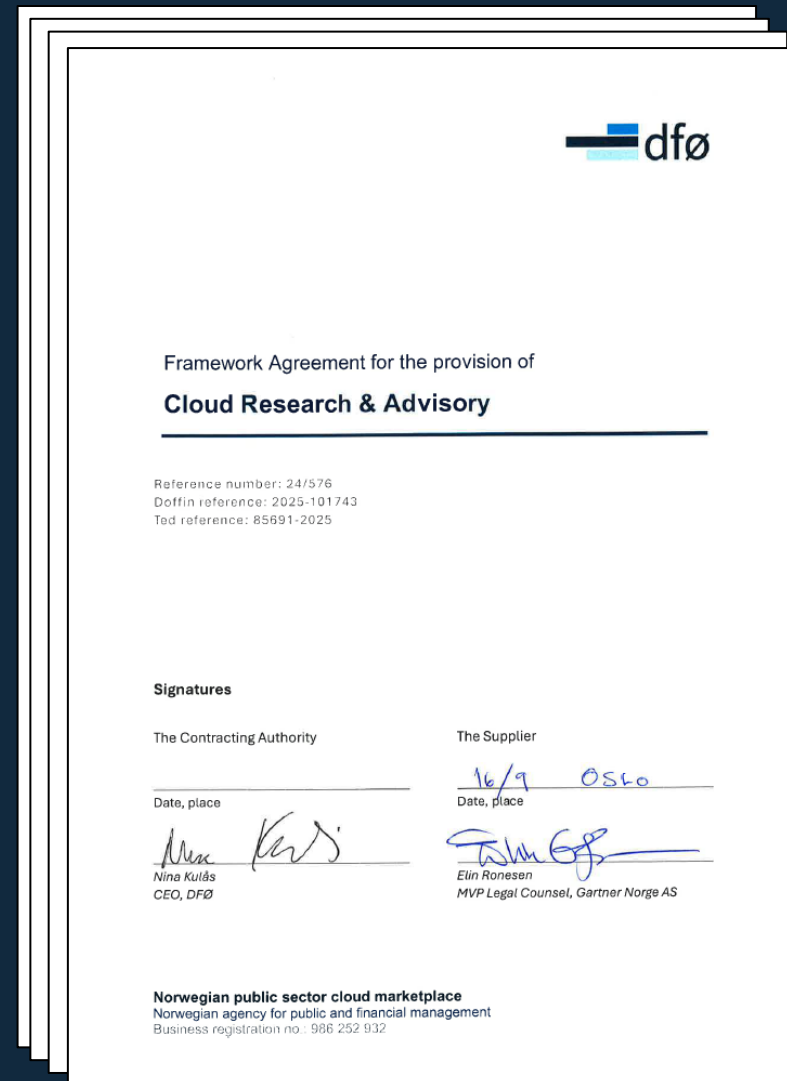 dfø
Framework Agreement for the provision of
Cloud Research & Advisory
Reference number: 24/576
Doffin reference: 2025-101743
Ted reference: 85691-2025
Signatures
The Contracting Authority
Date, place
Nina Kulås
CEO, DFØ
The Supplier
16/9 OSLO
Date, place
Elin Ronesen
MVP Legal Counsel, Gartner Norge AS
Norwegian public sector cloud marketplace
Norwegian agency for public and financial management
Business registration no.: 986 252 932